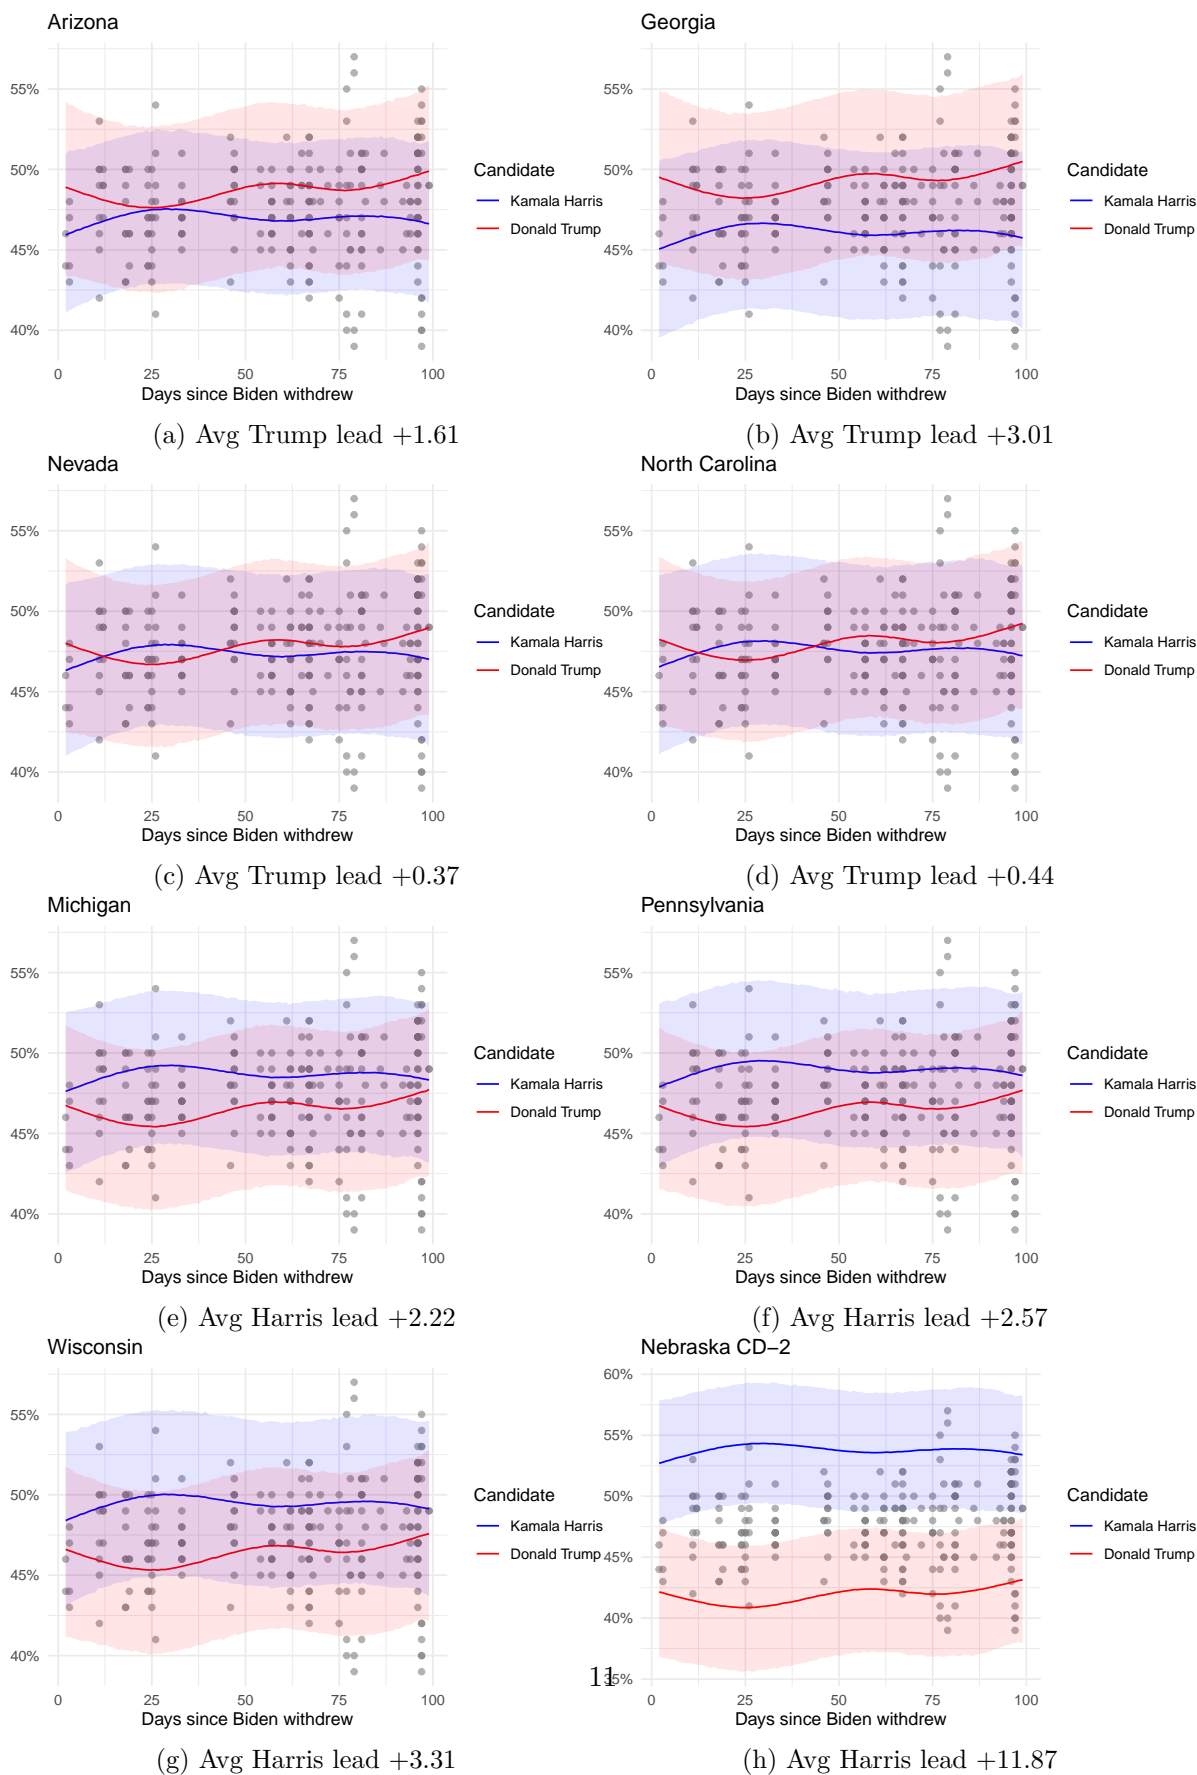 Arizona
55%
50%
45%
40%
0 25 50 75 100
Days since Biden withdrew
Candidate
Kamala Harris
Donald Trump
(a) Avg Trump lead +1.61
Georgia
55%
50%
45%
40%
0 25 50 75 100
Days since Biden withdrew
Candidate
Kamala Harris
Donald Trump
(b) Avg Trump lead +3.01
Nevada
55%
50%
45%
40%
0 25 50 75 100
Days since Biden withdrew
Candidate
Kamala Harris
Donald Trump
(c) Avg Trump lead +0.37
North Carolina
55%
50%
45%
40%
0 25 50 75 100
Days since Biden withdrew
Candidate
Kamala Harris
Donald Trump
(d) Avg Trump lead +0.44
Michigan
55%
50%
45%
40%
0 25 50 75 100
Days since Biden withdrew
Candidate
Kamala Harris
Donald Trump
(e) Avg Harris lead +2.22
Pennsylvania
55%
50%
45%
40%
0 25 50 75 100
Days since Biden withdrew
Candidate
Kamala Harris
Donald Trump
(f) Avg Harris lead +2.57
Wisconsin
55%
50%
45%
40%
0 25 50 75 100
Days since Biden withdrew
Candidate
Kamala Harris
Donald Trump
(g) Avg Harris lead +3.31
Nebraska CD−2
60%
55%
50%
45%
40%
35%
0 25 50 75 100
Days since Biden withdrew
Candidate
Kamala Harris
Donald Trump
(h) Avg Harris lead +11.87
11